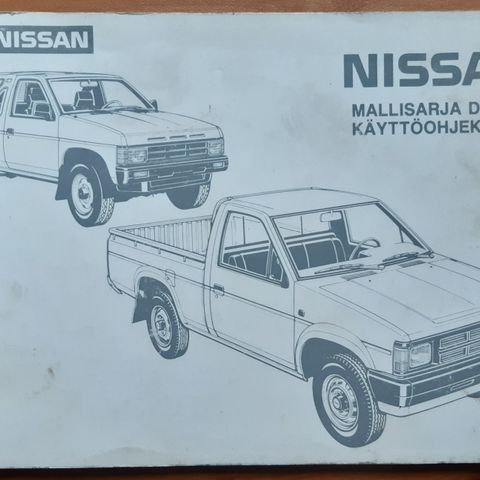 NISSAN
NISSA
MALLISARJA D
KÄYTTÖOHJEK